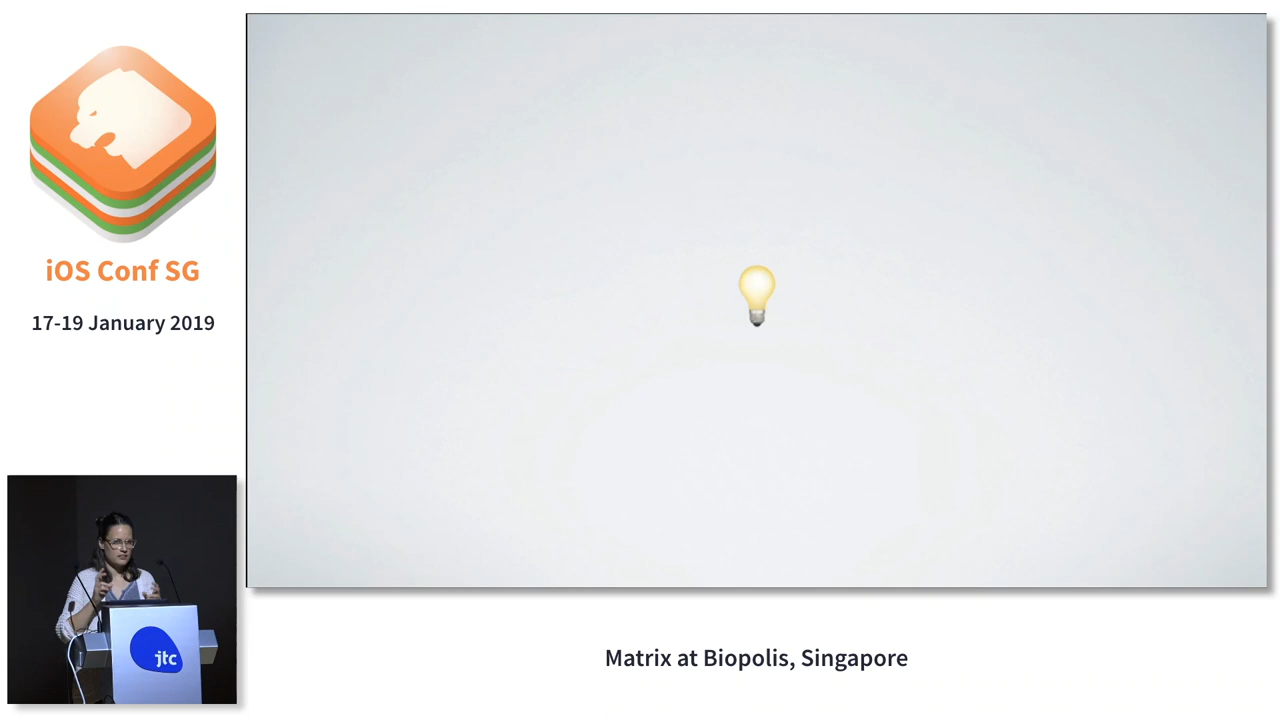 iOS Conf SG
17-19 January 2019
jtc
Matrix at Biopolis, Singapore